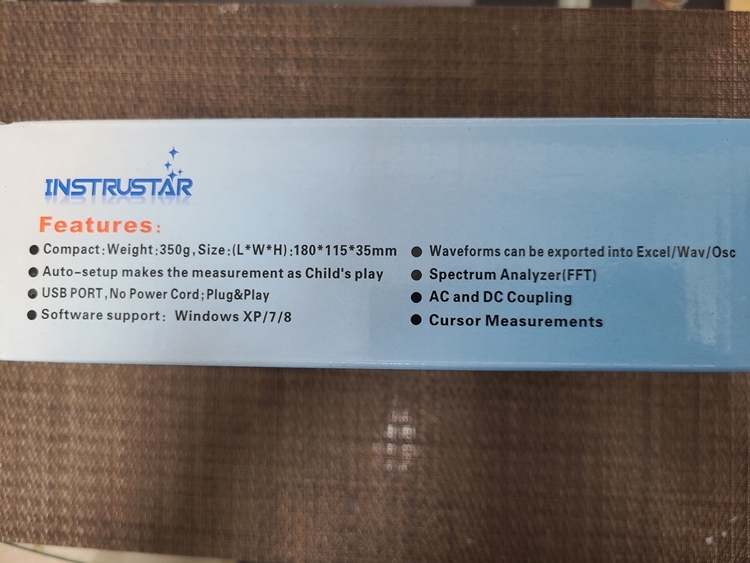 INSTRUSTAR
Features:
● Compact:Weight:350g,Size:(L*W*H):180*115*35mm
● Auto-setup makes the measurement as Child's play
● USB PORT,No Power Cord;Plug&Play
● Software support: Windows XP/7/8
● Waveforms can be exported into Excel/Wav/Osc
● Spectrum Analyzer(FFT)
● AC and DC Coupling
● Cursor Measurements